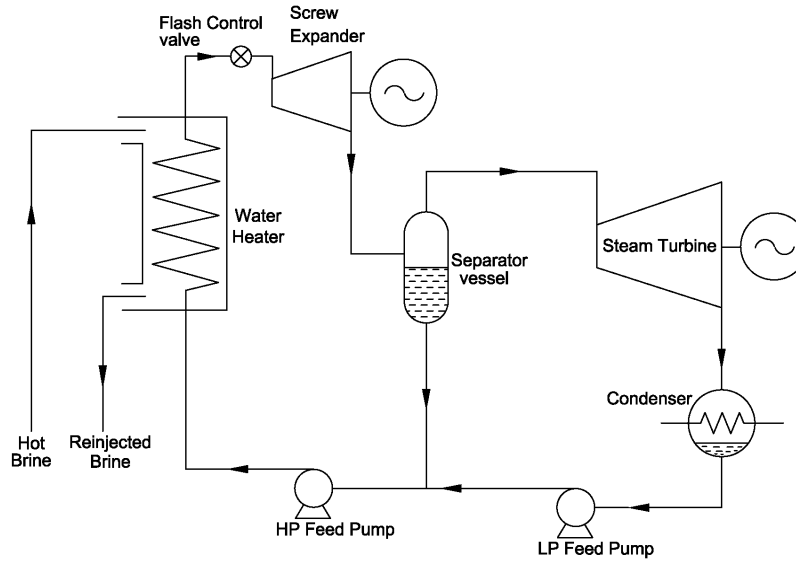 Flash Control
valve
Screw
Expander
Water
Heater
Separator
vessel
Steam Turbine
Condenser
Hot
Brine
Reinjected
Brine
HP Feed Pump
LP Feed Pump